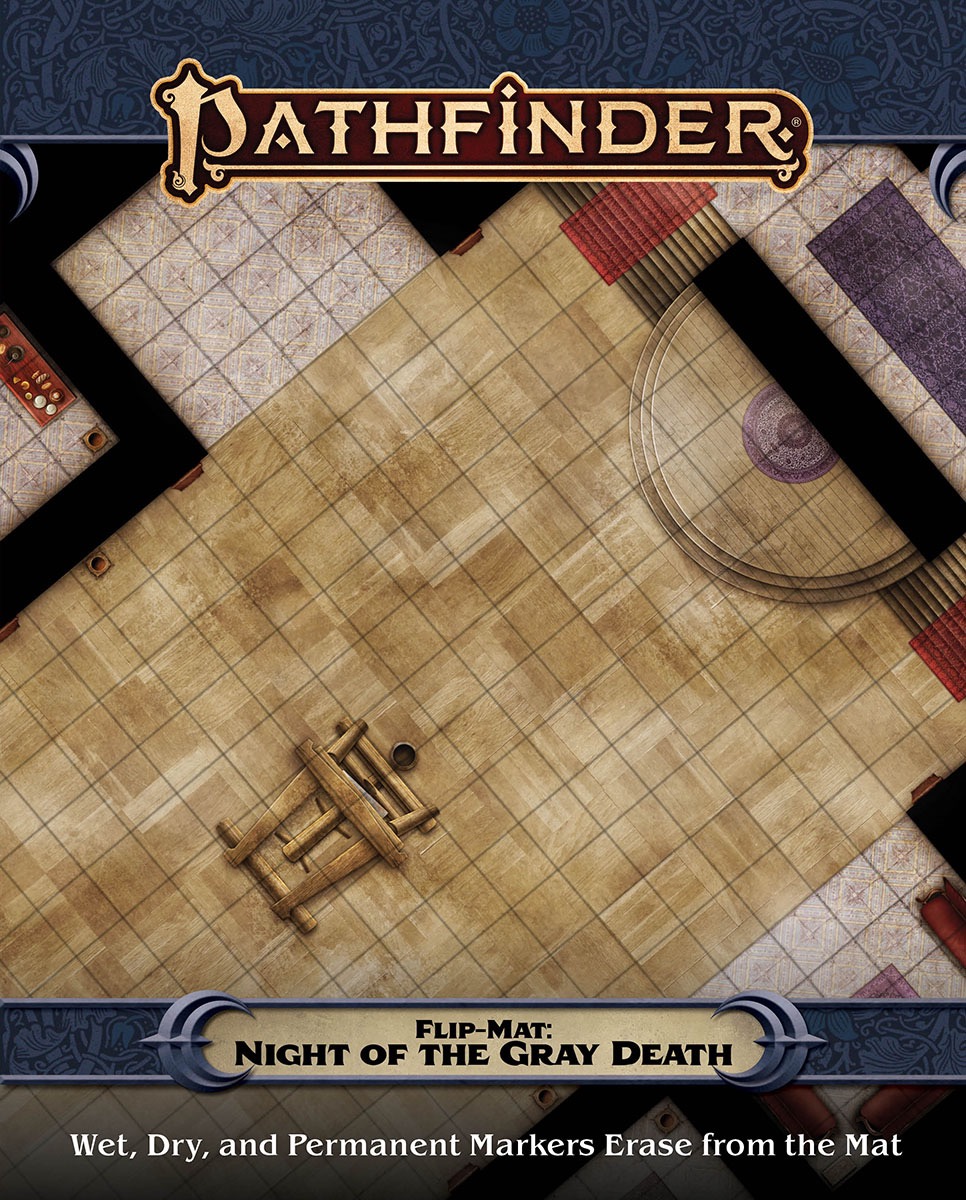 PATHFINDER®
FLIP-MAT:
NIGHT OF THE GRAY DEATH
WET, DRY, AND PERMANENT MARKERS ERASE FROM THE MAT